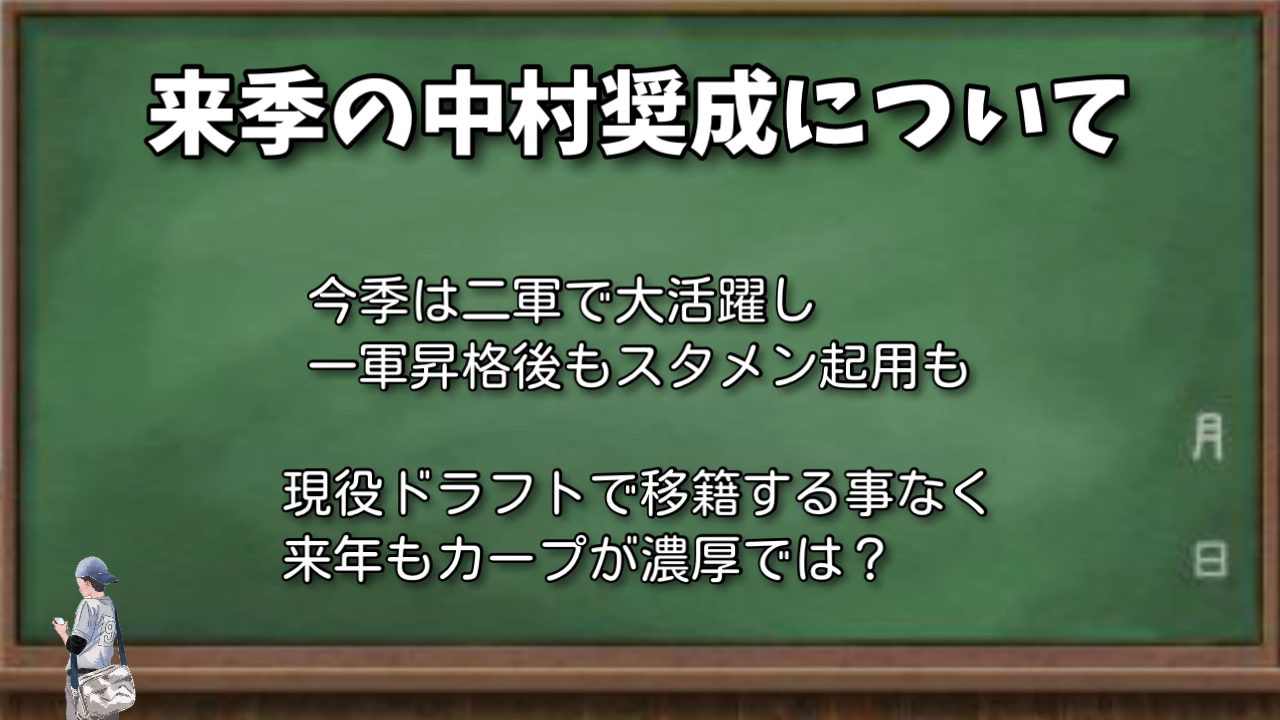 来季の中村奨成について
今季は二軍で大活躍し
一軍昇格後もスタメン起用も
現役ドラフトで移籍する事なく
来年もカープが濃厚では？
月
日